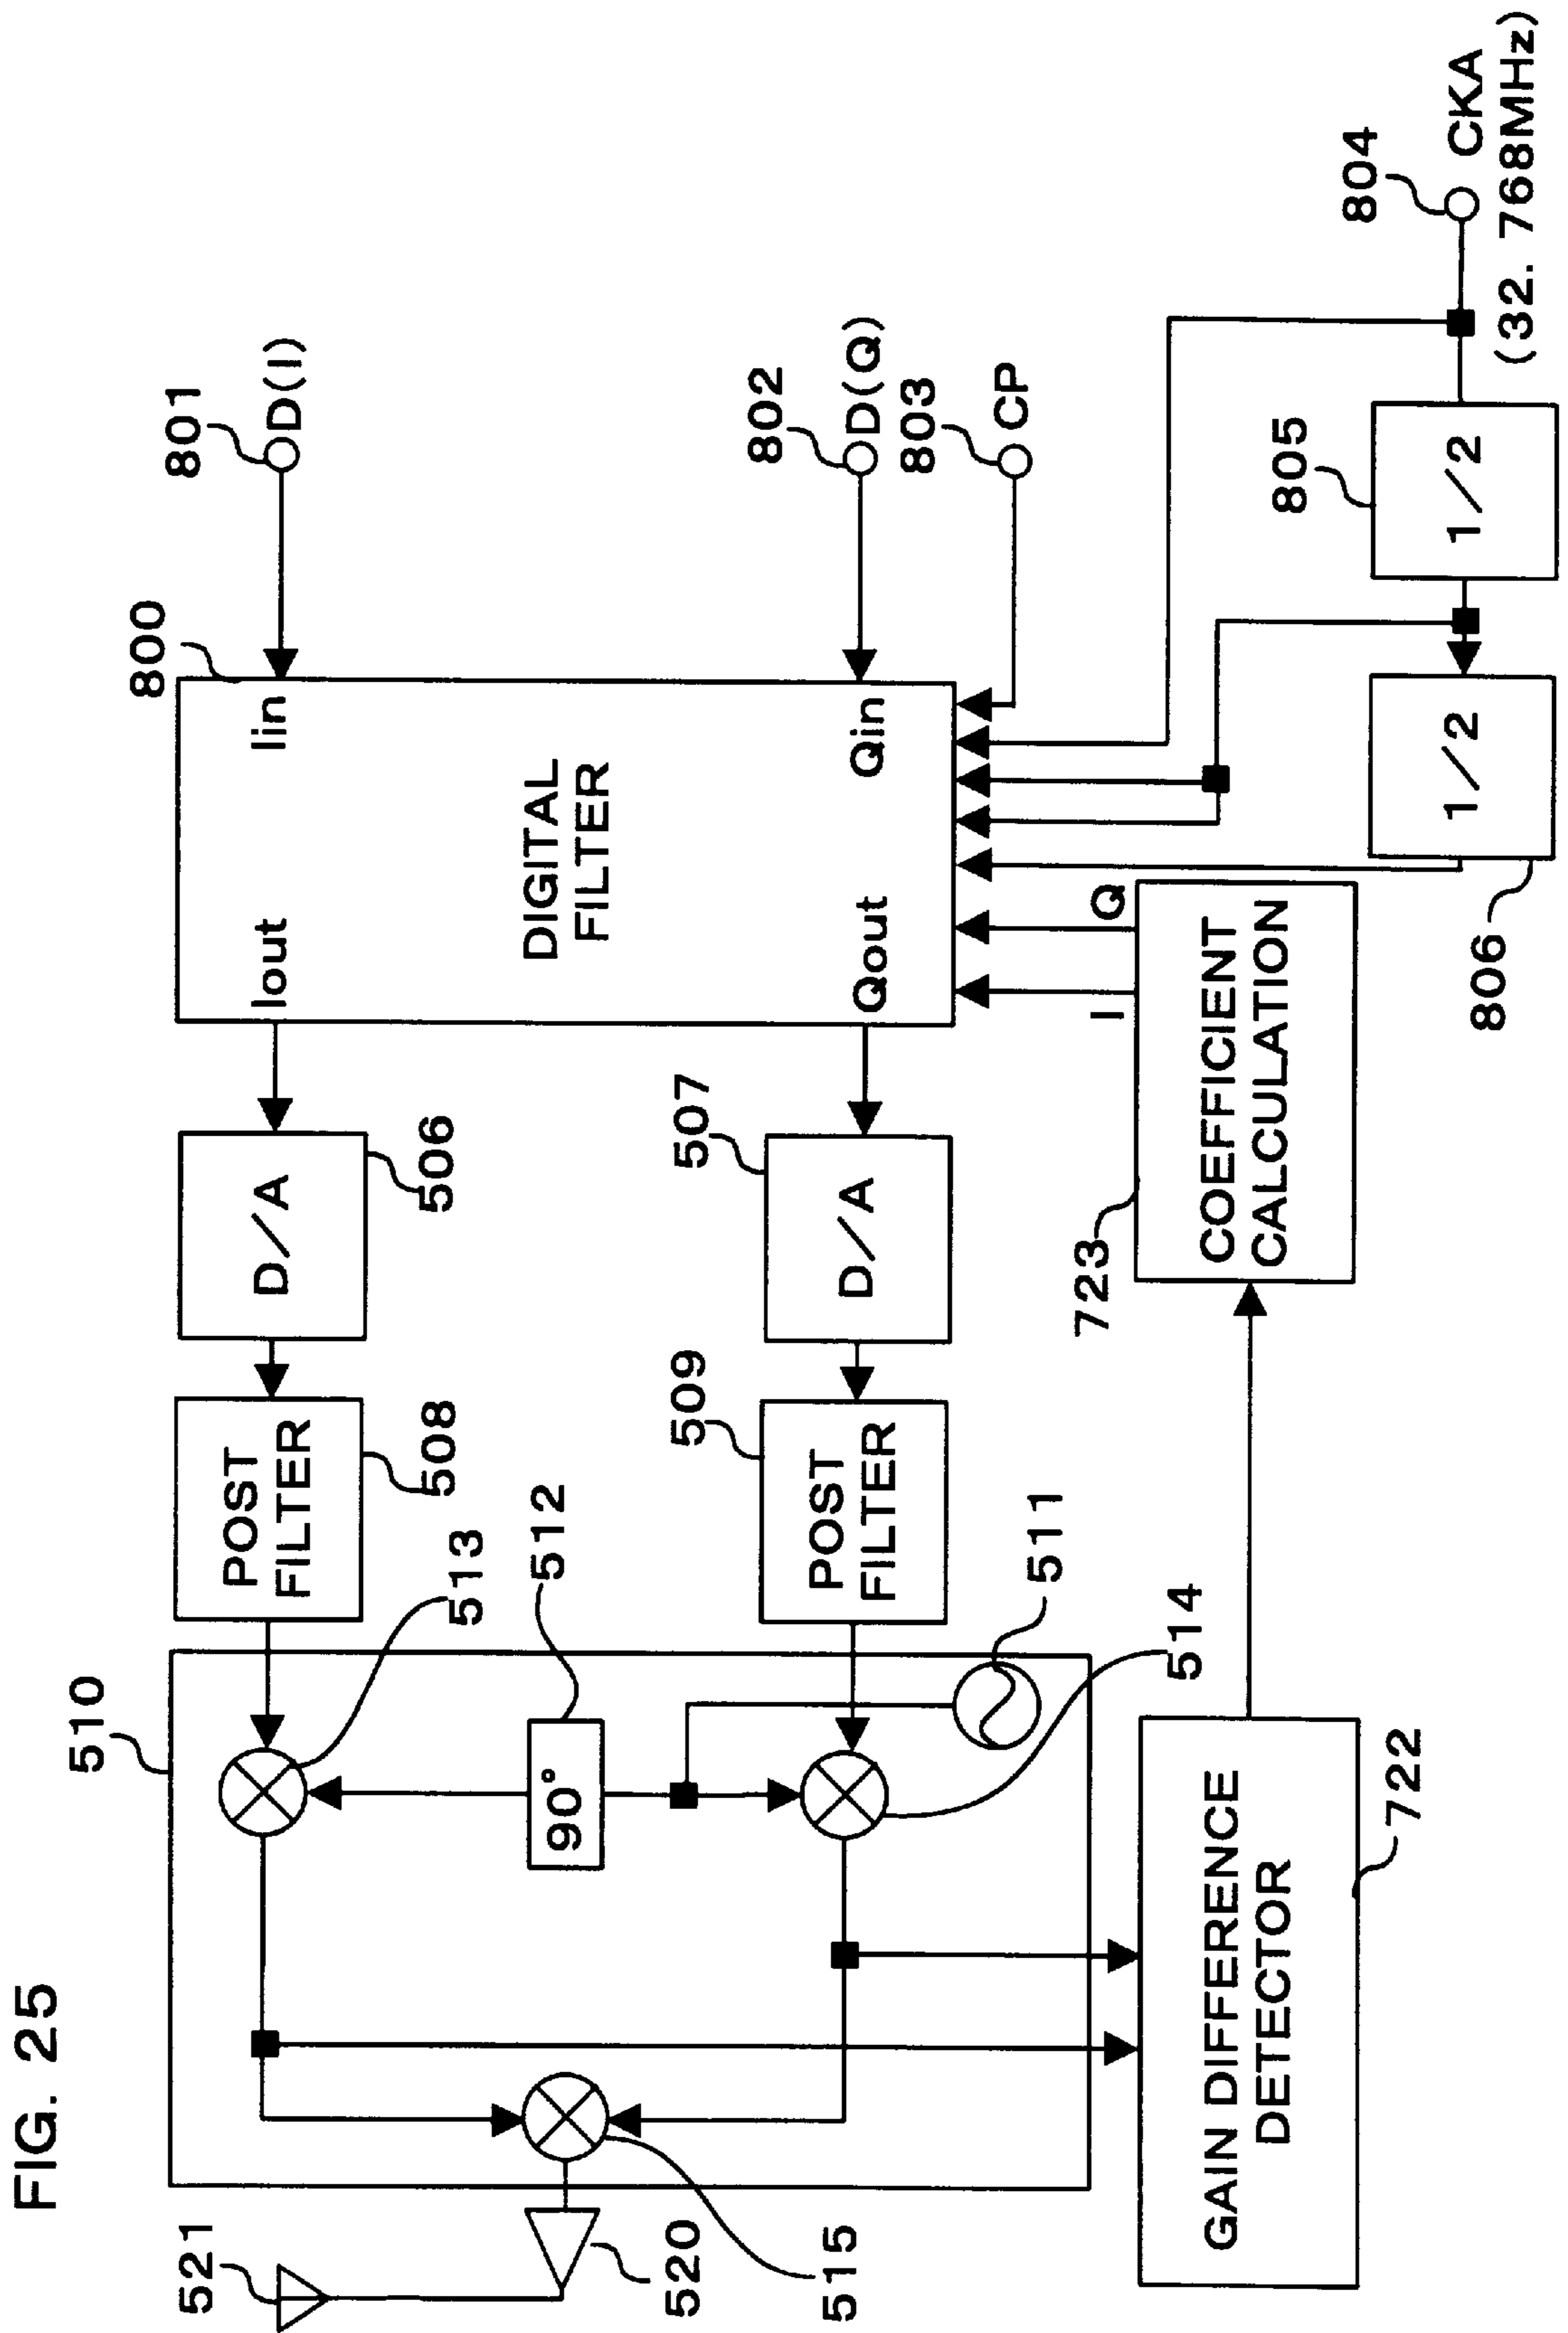 FIG. 25
521
520
515
510
513
512
90°
511
514
POST
FILTER
508
POST
FILTER
509
D/A
506
D/A
507
800
Iout
Iin
DIGITAL
FILTER
Qout
Qin
801
D(I)
802
D(Q)
803
CP
804
CKA
(32. 768MHz)
805
1/2
1/2
806
I
Q
723
COEFFICIENT
CALCULATION
GAIN DIFFERENCE
DETECTOR
722